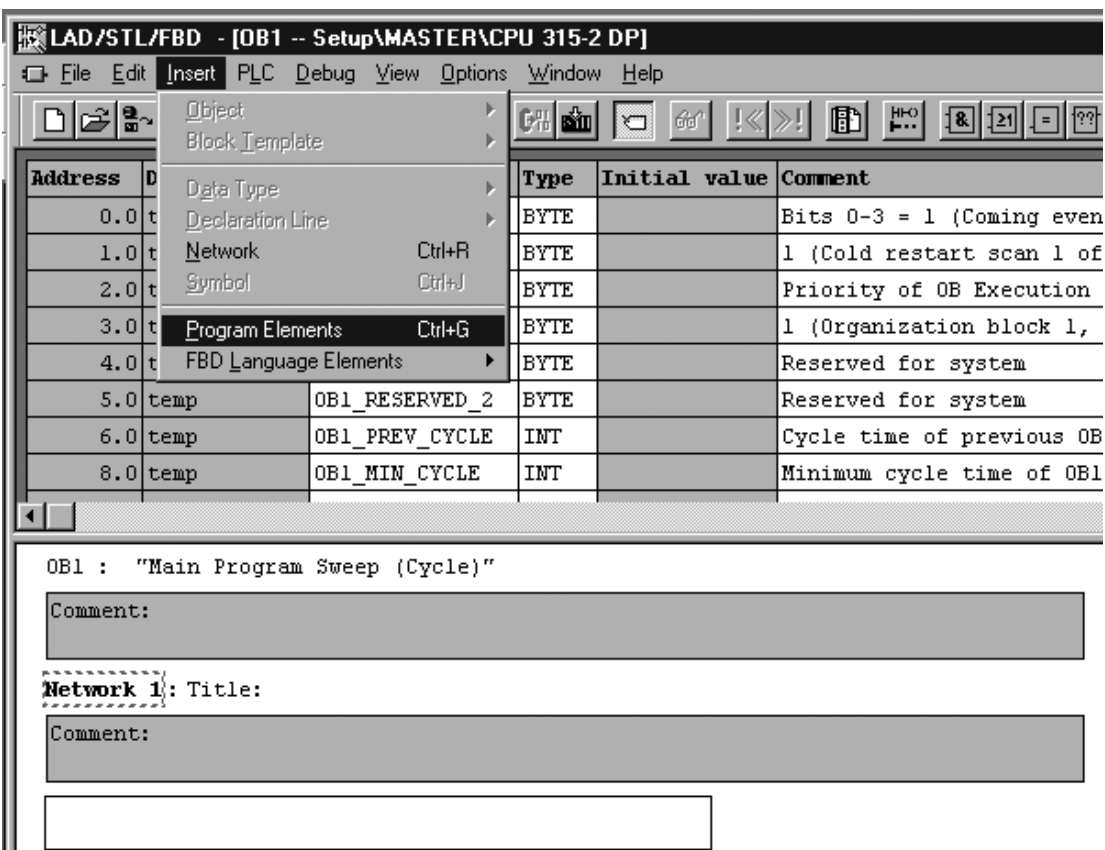 LAD/STL/FBD - [OB1 -- Setup\MASTER\CPU 315-2 DP]
File Edit Insert PLC Debug View Options Window Help
Object
Block Template
& ≥1 .= ??
Address D Type Initial value Comment
Data Type
0.0 t BYTE Bits 0-3 = 1 (Coming even
Declaration Line
1.0 t BYTE 1 (Cold restart scan 1 of
Network Ctrl+R
2.0 t BYTE Priority of OB Execution
Symbol Ctrl+J
3.0 t BYTE 1 (Organization block 1,
Program Elements Ctrl+G
4.0 t BYTE Reserved for system
FBD Language Elements
5.0 temp OB1_RESERVED_2 BYTE Reserved for system
6.0 temp OB1_PREV_CYCLE INT Cycle time of previous OB
8.0 temp OB1_MIN_CYCLE INT Minimum cycle time of OB1
OB1 : "Main Program Sweep (Cycle)"
Comment:
Network 1: Title:
Comment: